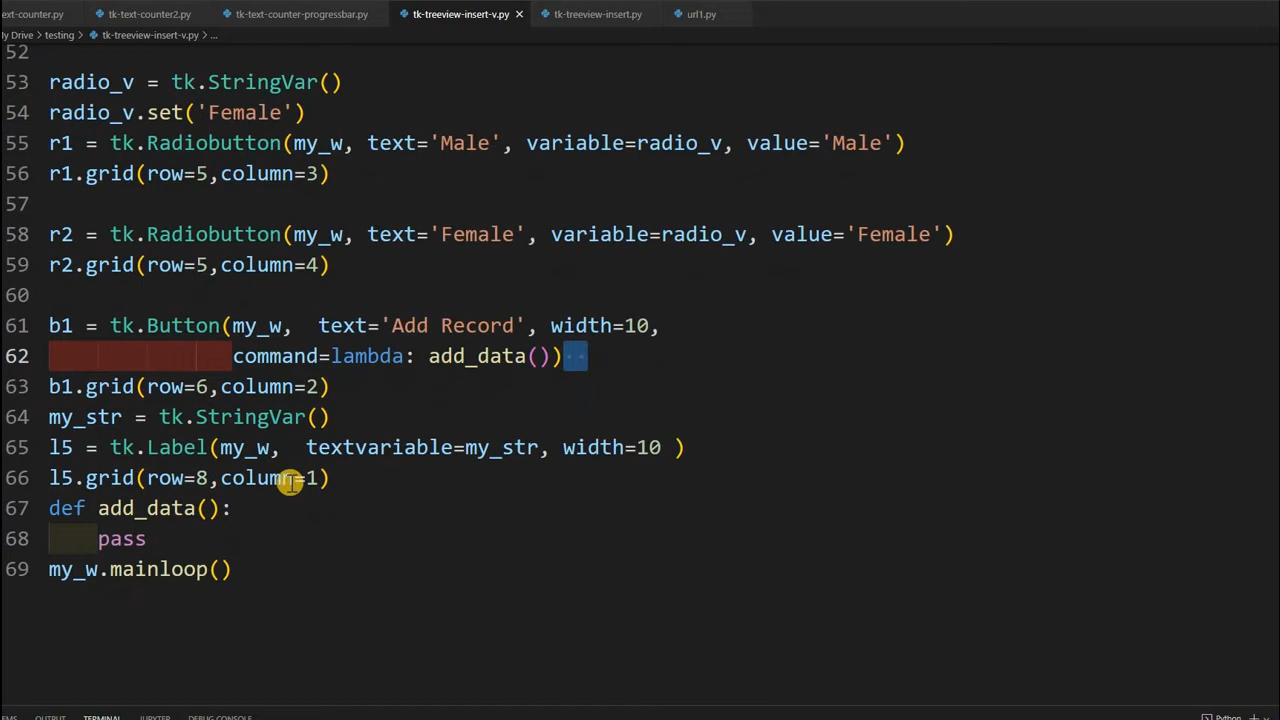 xt-counter.py tk-text-counter2.py tk-text-counter-progressbar.py tk-treeview-insert-v.py × tk-treeview-insert.py url1.py
My Drive > testing > tk-treeview-insert-v.py > ...
52
53 radio_v = tk.StringVar()
54 radio_v.set('Female')
55 r1 = tk.Radiobutton(my_w, text='Male', variable=radio_v, value='Male')
56 r1.grid(row=5,column=3)
57
58 r2 = tk.Radiobutton(my_w, text='Female', variable=radio_v, value='Female')
59 r2.grid(row=5,column=4)
60
61 b1 = tk.Button(my_w,  text='Add Record', width=10,
62                command=lambda: add_data())
63 b1.grid(row=6,column=2)
64 my_str = tk.StringVar()
65 l5 = tk.Label(my_w,  textvariable=my_str, width=10 )
66 l5.grid(row=8,column=1)
67 def add_data():
68     pass
69 my_w.mainloop()
EMS OUTPUT TERMINAL JUPYTER DEBUG CONSOLE Python